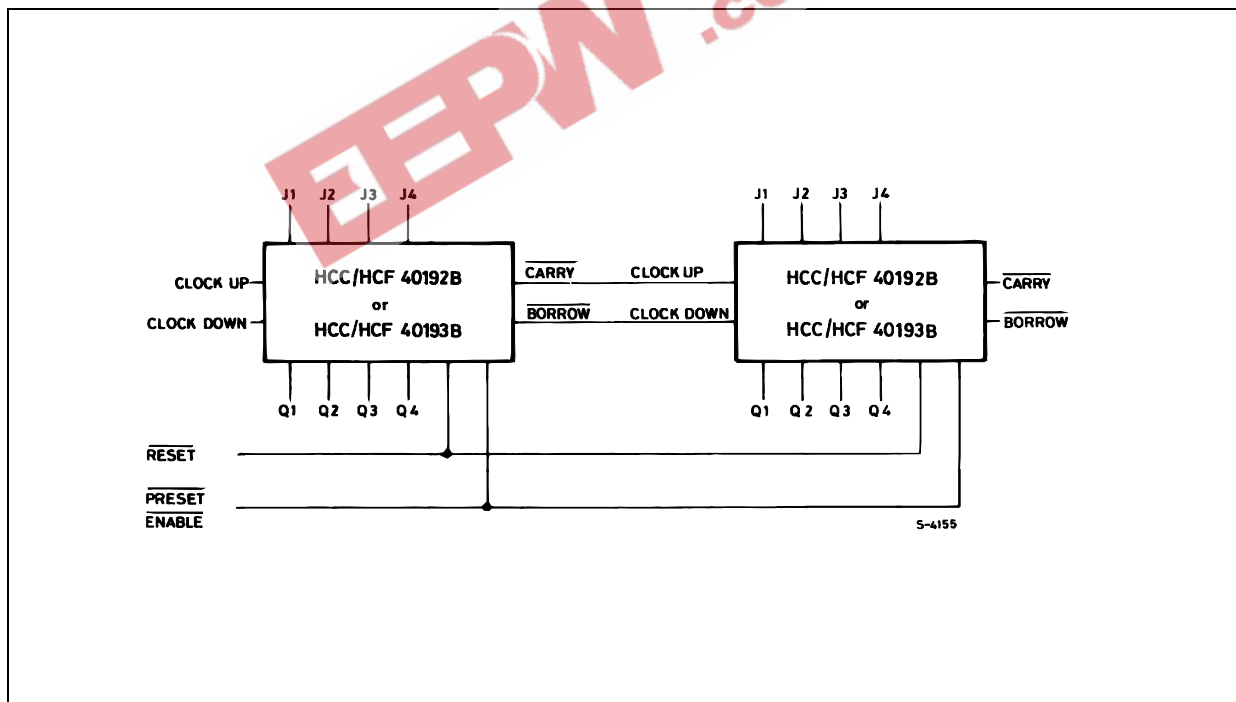 EEPW.co
J1 J2 J3 J4
J1 J2 J3 J4
CLOCK UP
HCC/HCF 40192B
or
HCC/HCF 40193B
CLOCK DOWN
CARRY
CLOCK UP
BORROW
CLOCK DOWN
HCC/HCF 40192B
or
HCC/HCF 40193B
CARRY
BORROW
Q1 Q2 Q3 Q4
Q1 Q2 Q3 Q4
RESET
PRESET
ENABLE
S-4155